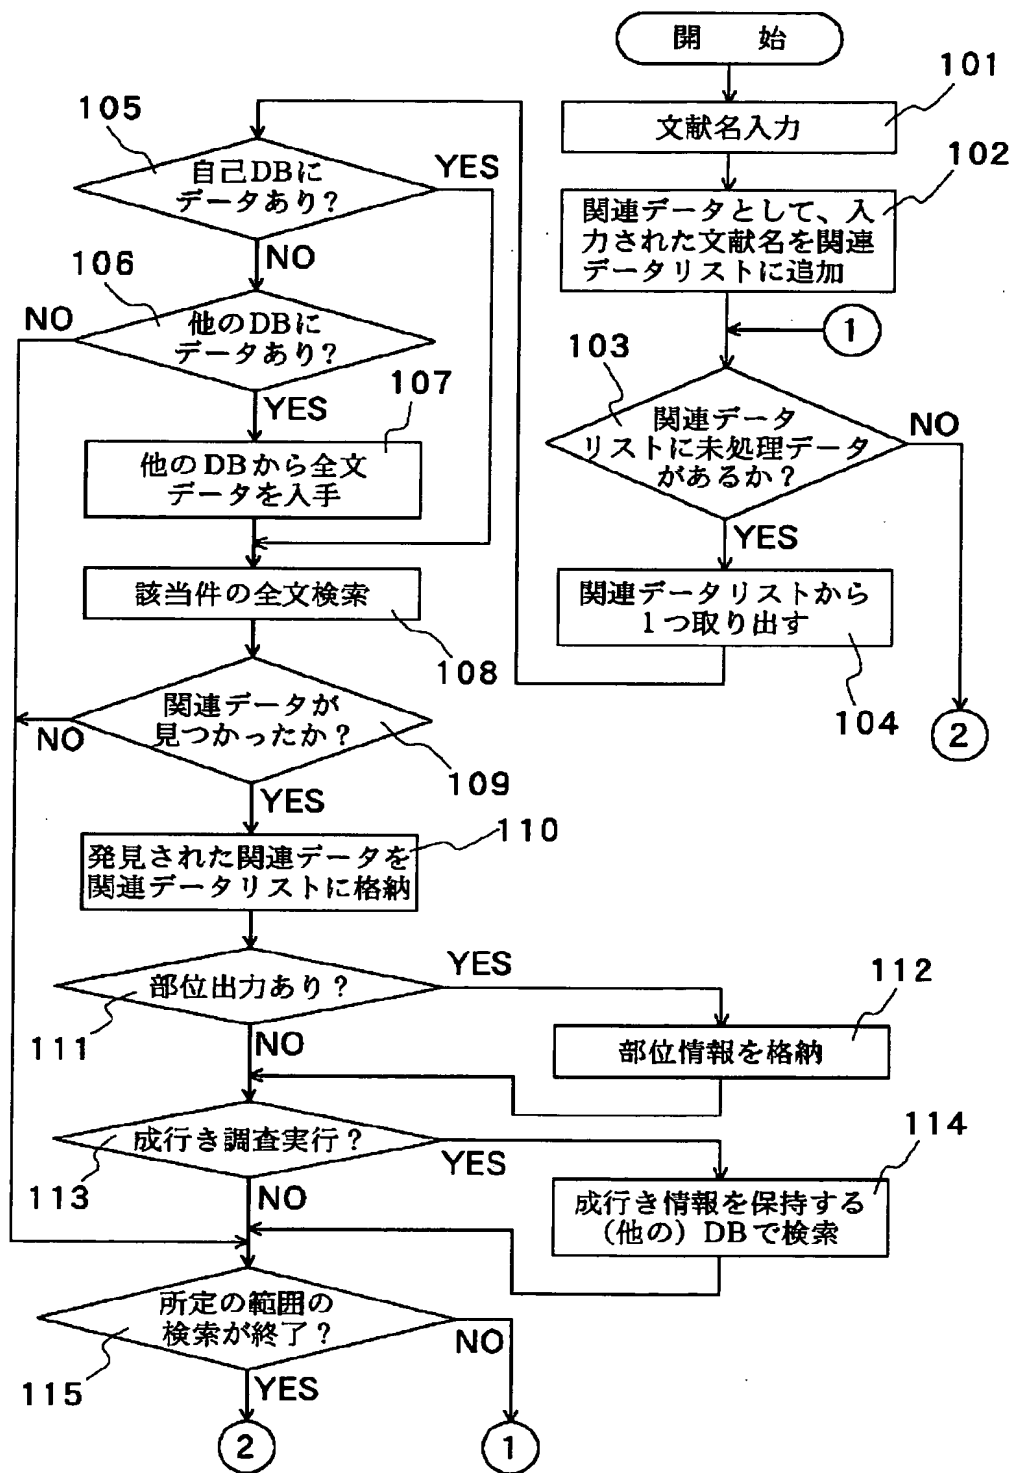 開　始
101
文献名入力
102
関連データとして、入
力された文献名を関連
データリストに追加
1
103
関連データ
リストに未処理データ
があるか？
NO
YES
関連データリストから
1つ取り出す
104
2
105
自己DBに
データあり？
YES
NO
106
NO
他のDBに
データあり？
107
YES
他のDBから全文
データを入手
該当件の全文検索
108
関連データが
見つかったか？
NO
109
YES
110
発見された関連データを
関連データリストに格納
部位出力あり？
YES
112
111
NO
部位情報を格納
成行き調査実行？
YES
114
113
NO
成行き情報を保持する
（他の）DBで検索
所定の範囲の
検索が終了？
NO
115
YES
2
1